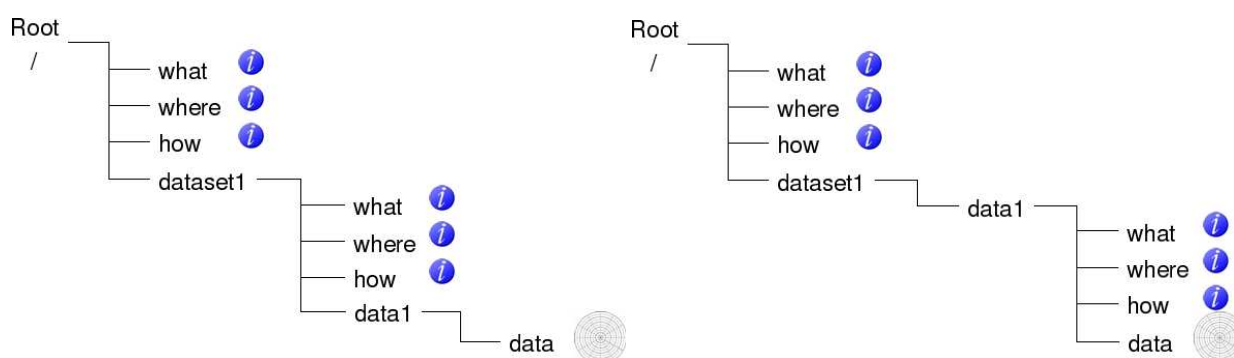 Root
/
what i
where i
how i
dataset1
what i
where i
how i
data1
data
Root
/
what i
where i
how i
dataset1
data1
what i
where i
how i
data